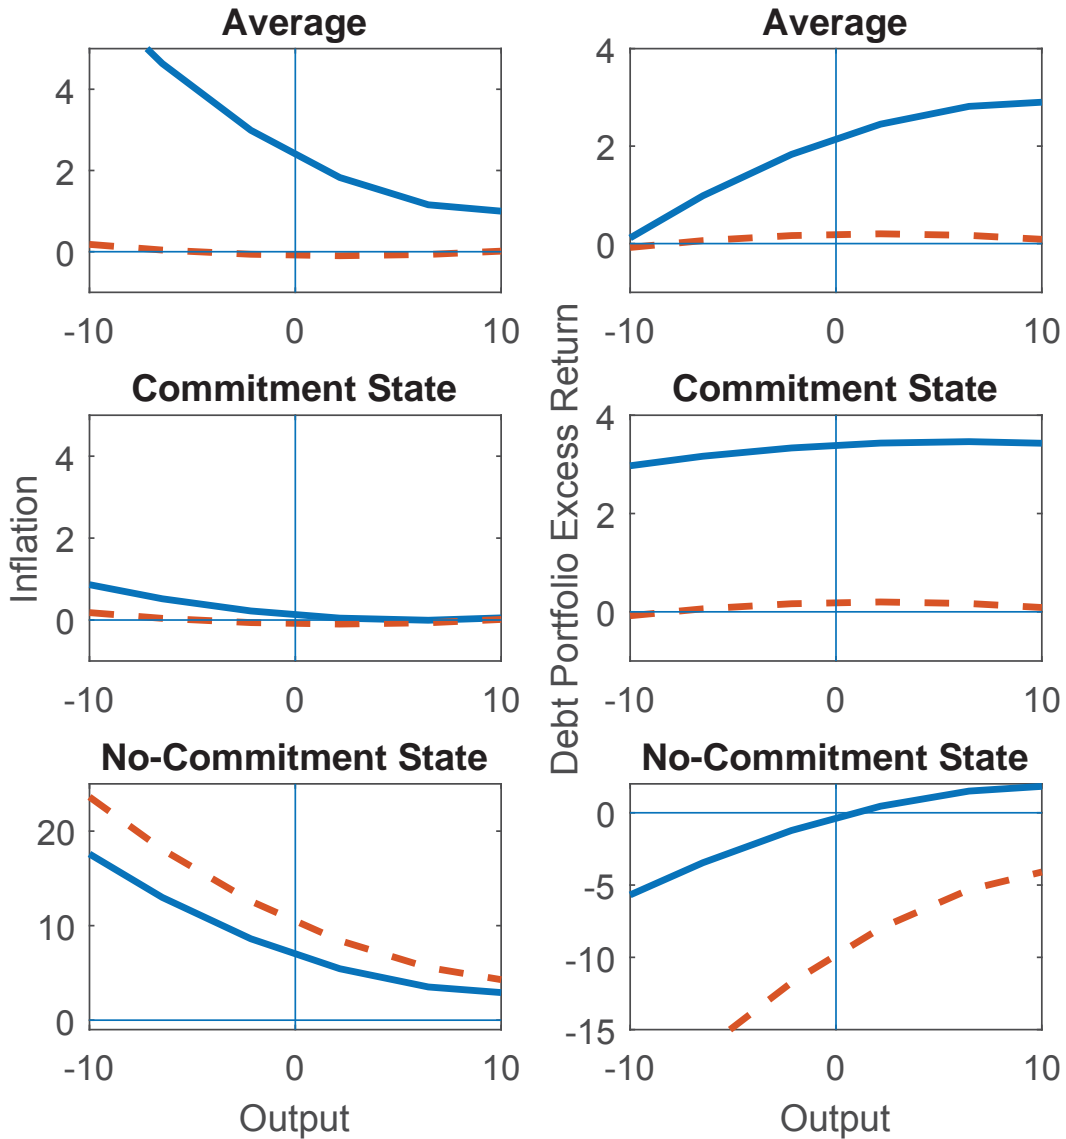 Average
4
2
0
-10 0 10
Average
4
2
0
-10 0 10
Commitment State
4
2
0
-10 0 10
Commitment State
4
2
0
-10 0 10
No-Commitment State
20
10
0
-10 0 10
No-Commitment State
0
-5
-10
-15
-10 0 10
Inflation
Debt Portfolio Excess Return
Output
Output